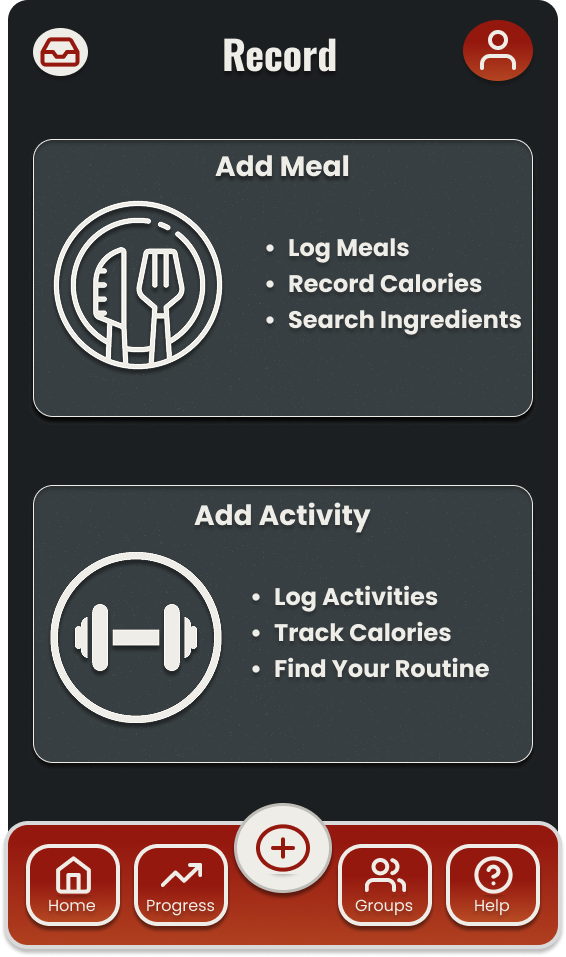 Record
Add Meal
• Log Meals
• Record Calories
• Search Ingredients
Add Activity
• Log Activities
• Track Calories
• Find Your Routine
Home
Progress
Groups
Help